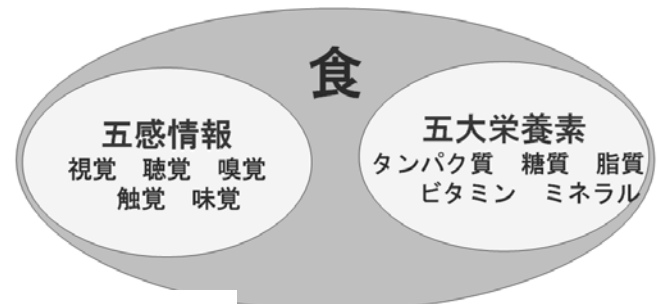 食
五感情報
視覚 聴覚 嗅覚
触覚 味覚
五大栄養素
タンパク質 糖質 脂質
ビタミン ミネラル